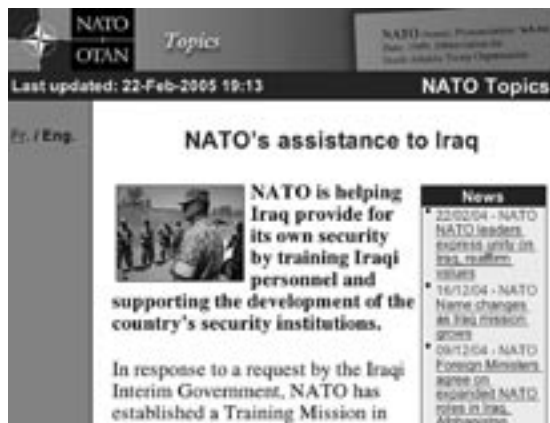 NATO
OTAN
Topics
Last updated: 22-Feb-2005 19:13
NATO Topics
Fr. / Eng.
NATO's assistance to Iraq
NATO is helping
Iraq provide for
its own security
by training Iraqi
personnel and
supporting the development of the
country's security institutions.
In response to a request by the Iraqi
Interim Government, NATO has
established a Training Mission in
News
22/02/04 - NATO
NATO leaders
express unity on
Iraq, reaffirm
values
16/12/04 - NATO
Name changes
as Iraq mission
grows
09/12/04 - NATO
Foreign Ministers
agree on
expanded NATO
roles in Iraq,
Afghanistan